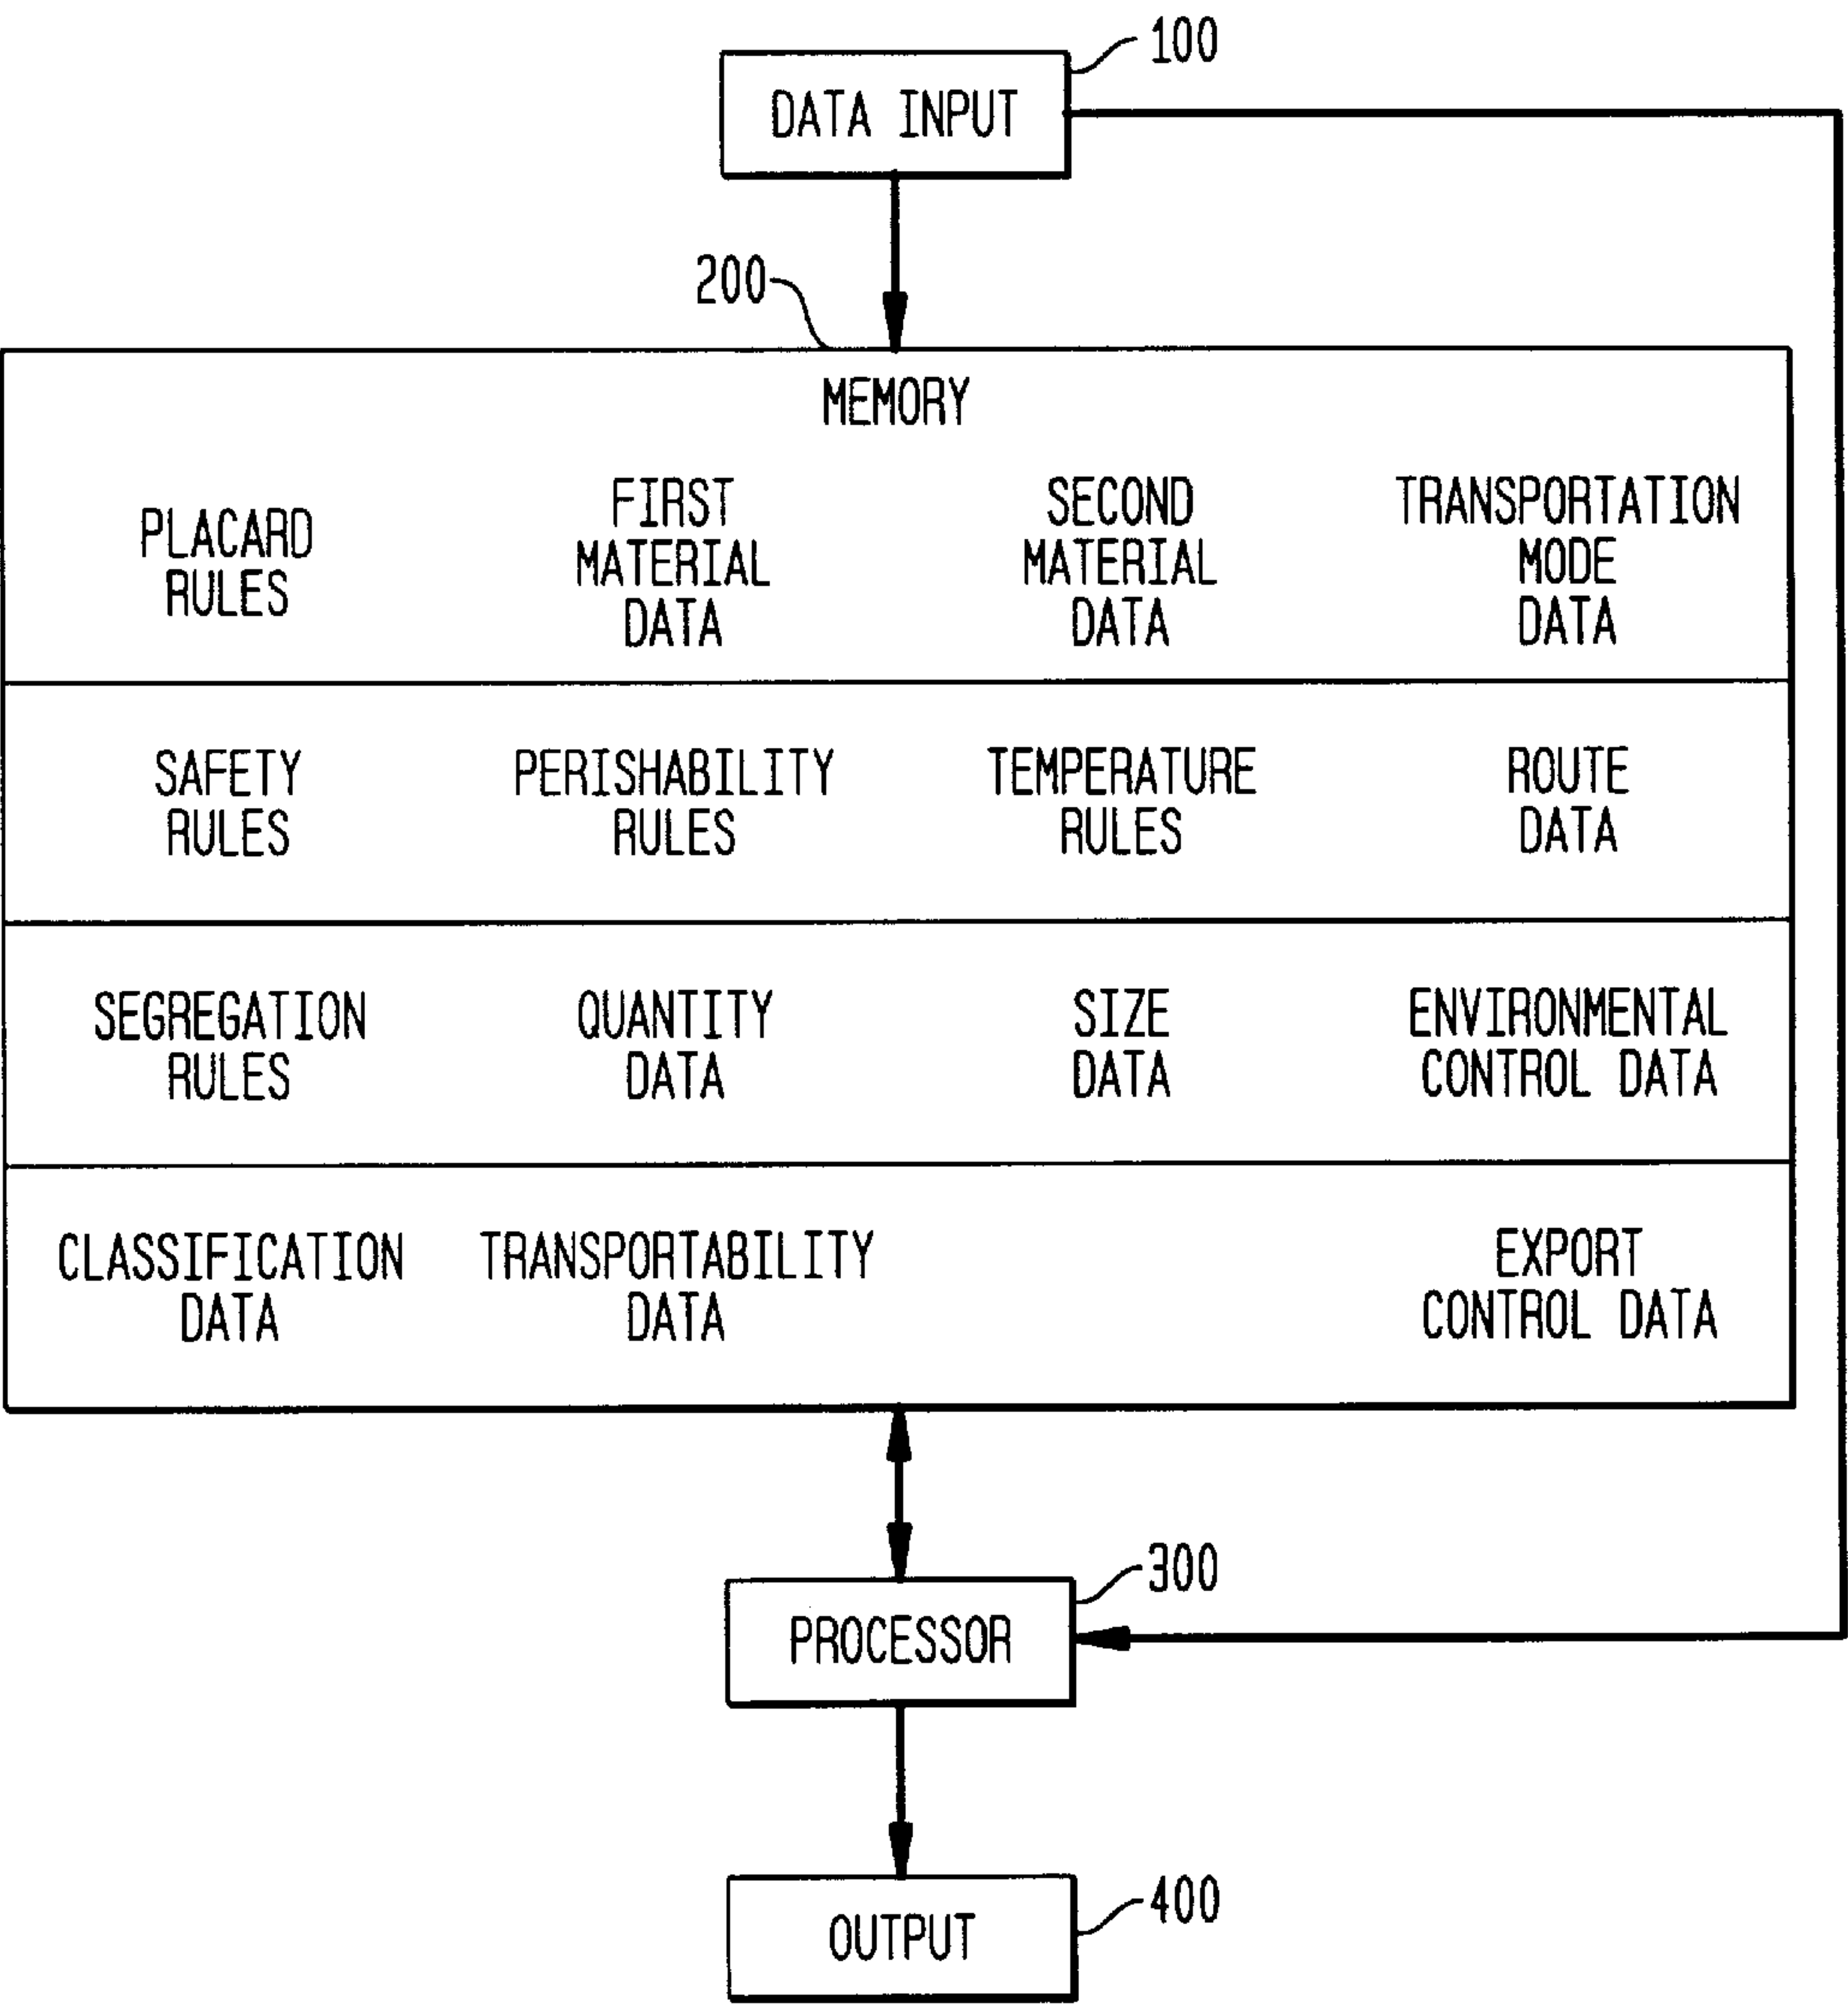 100
DATA INPUT
200
MEMORY
PLACARD
RULES
FIRST
MATERIAL
DATA
SECOND
MATERIAL
DATA
TRANSPORTATION
MODE
DATA
SAFETY
RULES
PERISHABILITY
RULES
TEMPERATURE
RULES
ROUTE
DATA
SEGREGATION
RULES
QUANTITY
DATA
SIZE
DATA
ENVIRONMENTAL
CONTROL DATA
CLASSIFICATION
DATA
TRANSPORTABILITY
DATA
EXPORT
CONTROL DATA
300
PROCESSOR
400
OUTPUT